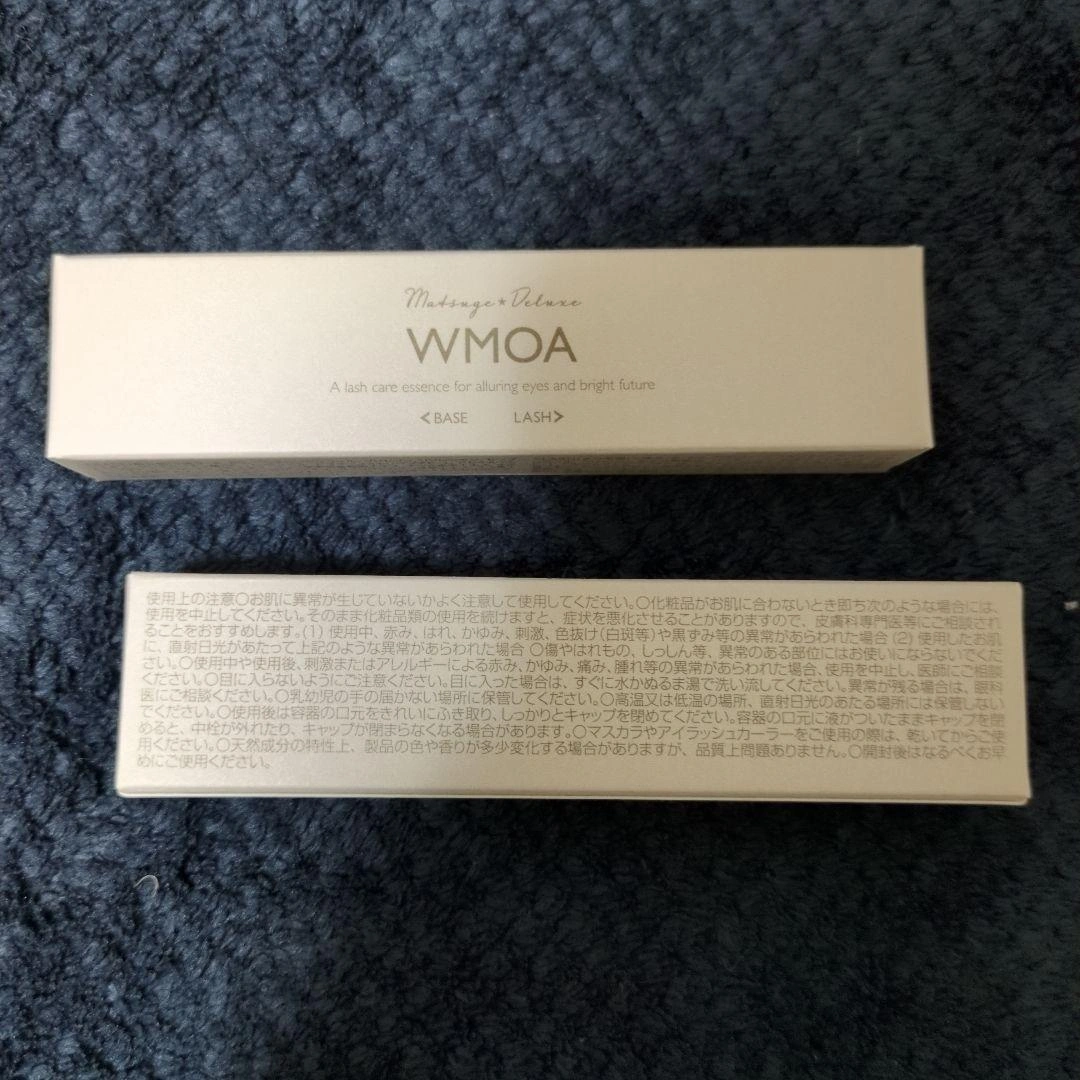 Matsuge★Deluxe
WMOA
A lash care essence for alluring eyes and bright future
<BASE LASH>
使用上の注意〇お肌に異常が生じていないかよく注意して使用してください。〇化粧品がお肌に合わないとき即ち次のような場合には、
使用を中止してください。そのまま化粧品類の使用を続けますと、症状を悪化させることがありますので、皮膚科専門医等にご相談され
ることをおすすめします。(1) 使用中、赤み、はれ、かゆみ、刺激、色抜け(白斑等)や黒ずみ等の異常があらわれた場合 (2) 使用したお肌
に、直射日光があたって上記のような異常があらわれた場合 〇傷やはれもの、しっしん等、異常のある部位にはお使いにならないでくだ
さい。〇使用中や使用後、刺激またはアレルギーによる赤み、かゆみ、痛み、腫れ等の異常があらわれた場合、使用を中止し、医師にご相談
ください。〇目に入らないようにご注意ください。目に入った場合は、すぐに水かぬるま湯で洗い流してください。異常が残る場合は、眼科
医にご相談ください。〇乳幼児の手の届かない場所に保管してください。〇高温又は低温の場所、直射日光のあたる場所には保管しない
でください。〇使用後は容器の口元をきれいにふき取り、しっかりとキャップを閉めてください。容器の口元に液がついたままキャップを閉
めると、中栓が外れたり、キャップが閉まらなくなる場合があります。〇マスカラやアイラッシュカーラーをご使用の際は、乾いてからご使
用ください。〇天然成分の特性上、製品の色や香りが多少変化する場合がありますが、品質上問題ありません。〇開封後はなるべくお早
めにご使用ください。